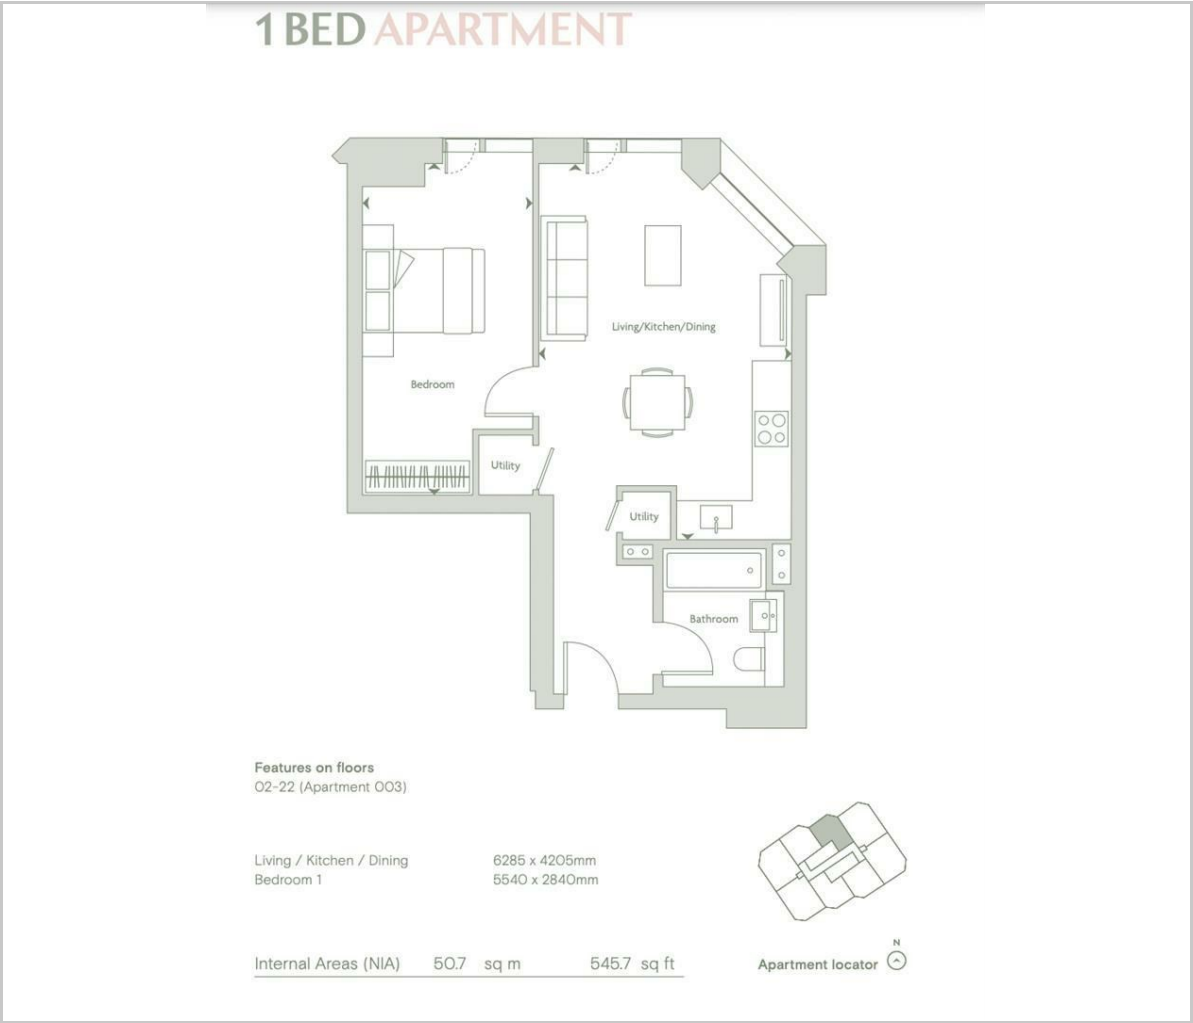 1 BED APARTMENT
Living/Kitchen/Dining
Bedroom
Utility
Utility
Bathroom
Features on floors
02-22 (Apartment 003)
Living / Kitchen / Dining 6285 x 4205mm
Bedroom 1 5540 x 2840mm
Internal Areas (NIA) 50.7 sq m 545.7 sq ft
N
Apartment locator